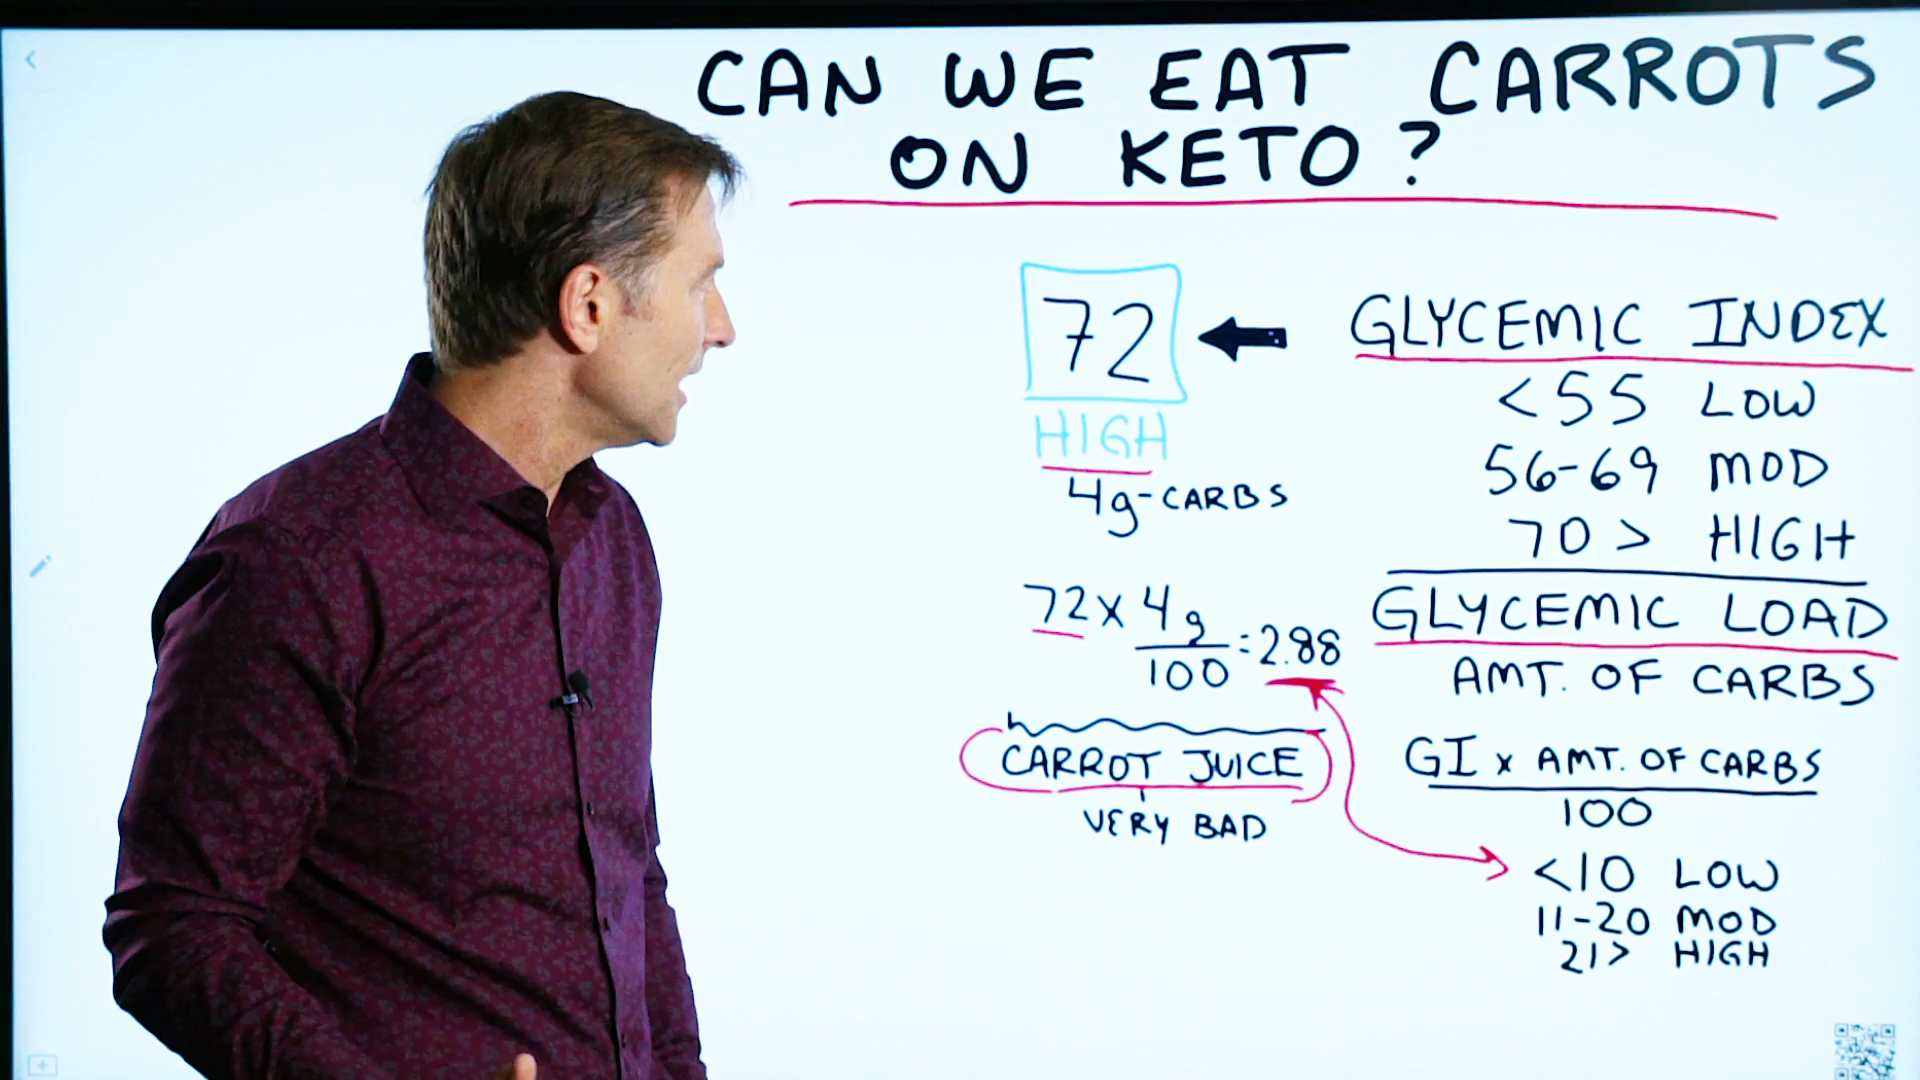 CAN WE EAT CARROTS
ON KETO?
72
HIGH
4g-CARBS
72 x 4g
100
=2.88
CARROT JUICE
VERY BAD
GLYCEMIC INDEX
<55 LOW
56-69 MOD
70> HIGH
GLYCEMIC LOAD
AMT. OF CARBS
GI x AMT. OF CARBS
100
<10 LOW
11-20 MOD
21> HIGH